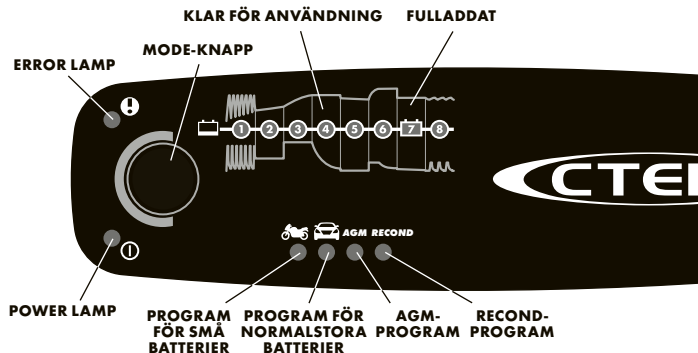 KLAR FÖR ANVÄNDNING
FULLADDAT
MODE-KNAPP
ERROR LAMP
1 2 3 4 5 6 7 8
CTEK
AGM RECOND
POWER LAMP
PROGRAM
FÖR SMÅ
BATTERIER
PROGRAM FÖR
NORMALSTORA
BATTERIER
AGM-
PROGRAM
RECOND-
PROGRAM